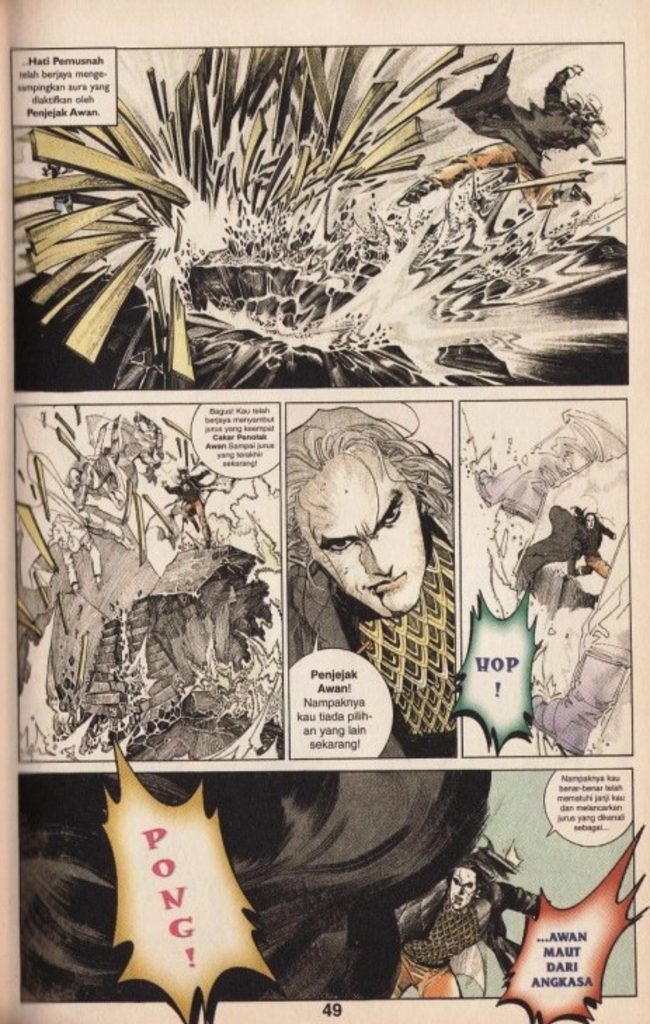 ...Hati Pemusnah
telah berjaya menge-
sampingkan aura yang
diaktifkan oleh
Penjejak Awan.
Bagus! Kau telah
berjaya menyambut
jurus yang keempat
Cakar Penolak
Awan Sampai jurus
yang terakhir
sekarang!
Penjejak
Awan!
Nampaknya
kau tiada pilih-
an yang lain
sekarang!
HOP
!
PONG!
Nampaknya kau
benar-benar telah
mematuhi janji kau
dan melancarkan
jurus yang dikenali
sebagai...
...AWAN
MAUT
DARI
ANGKASA
49